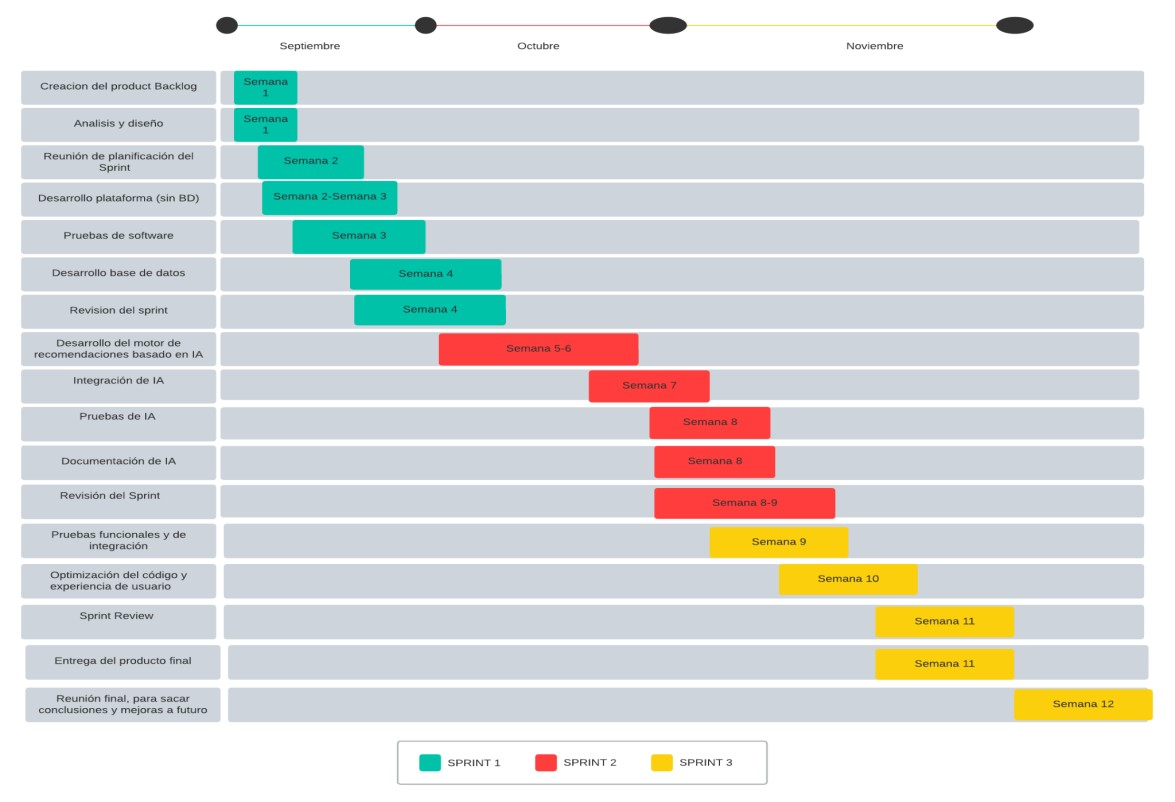 Septiembre
Octubre
Noviembre
Creacion del product Backlog
Semana
1
Analisis y diseño
Semana
1
Reunión de planificación del
Sprint
Semana 2
Desarrollo plataforma (sin BD)
Semana 2-Semana 3
Pruebas de software
Semana 3
Desarrollo base de datos
Semana 4
Revision del sprint
Semana 4
Desarrollo del motor de
recomendaciones basado en IA
Semana 5-6
Integración de IA
Semana 7
Pruebas de IA
Semana 8
Documentación de IA
Semana 8
Revisión del Sprint
Semana 8-9
Pruebas funcionales y de
integración
Semana 9
Optimización del código y
experiencia de usuario
Semana 10
Sprint Review
Semana 11
Entrega del producto final
Semana 11
Reunión final, para sacar
conclusiones y mejoras a futuro
Semana 12
SPRINT 1
SPRINT 2
SPRINT 3